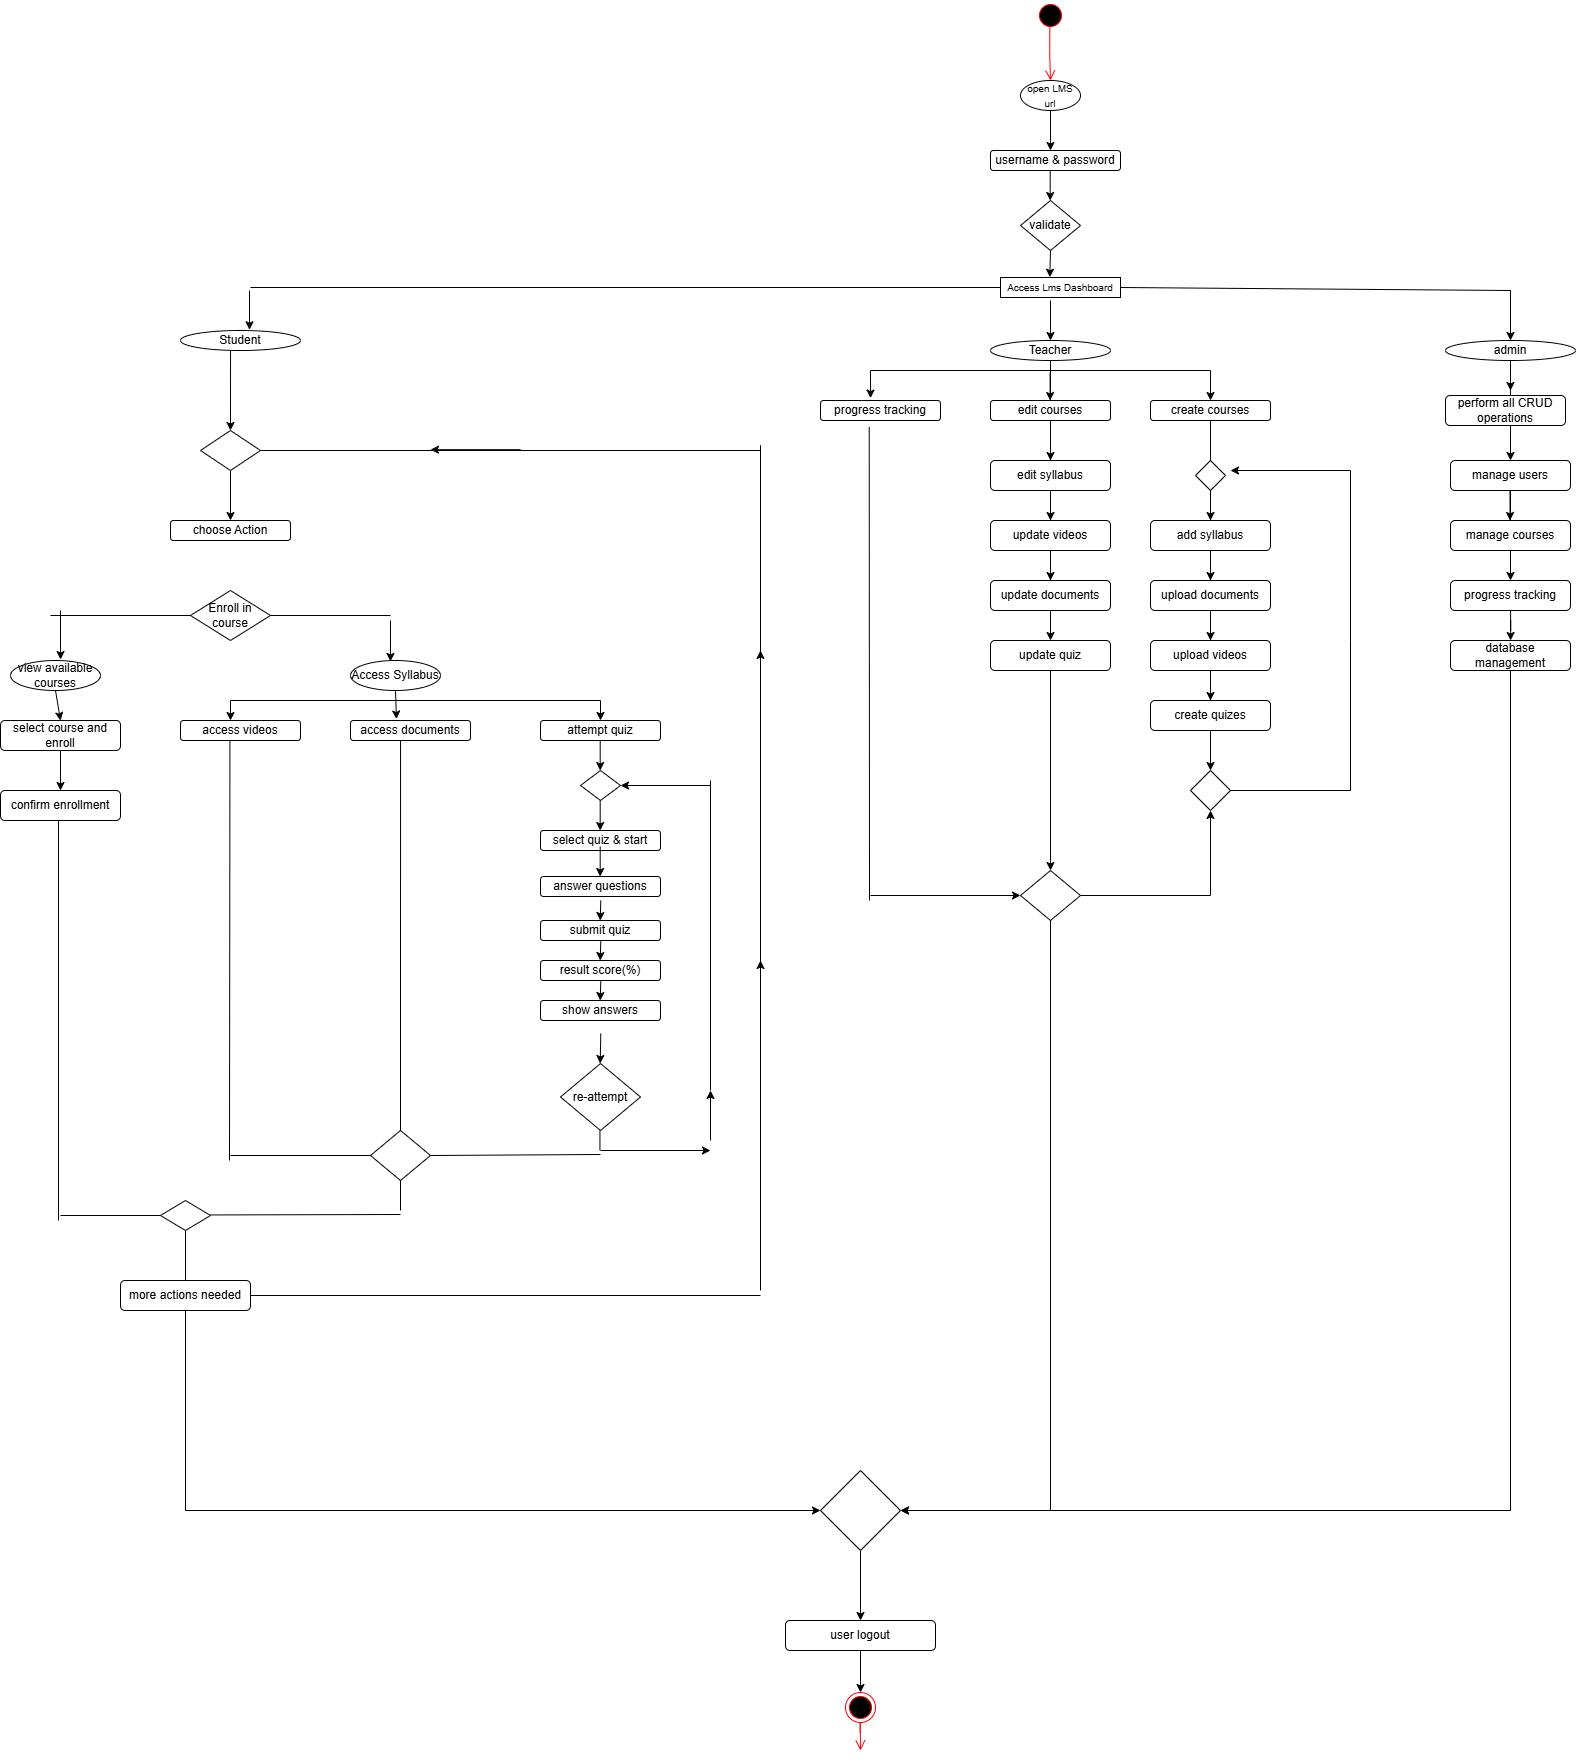 open LMS
url
username & password
validate
Access Lms Dashboard
Student
Teacher
admin
progress tracking
edit courses
create courses
perform all CRUD
operations
edit syllabus
manage users
choose Action
update videos
add syllabus
manage courses
Enroll in
course
update documents
upload documents
progress tracking
view available
courses
Access Syllabus
update quiz
upload videos
database
management
select course and
enroll
access videos
access documents
attempt quiz
create quizes
confirm enrollment
select quiz & start
answer questions
submit quiz
result score(%)
show answers
re-attempt
more actions needed
user logout